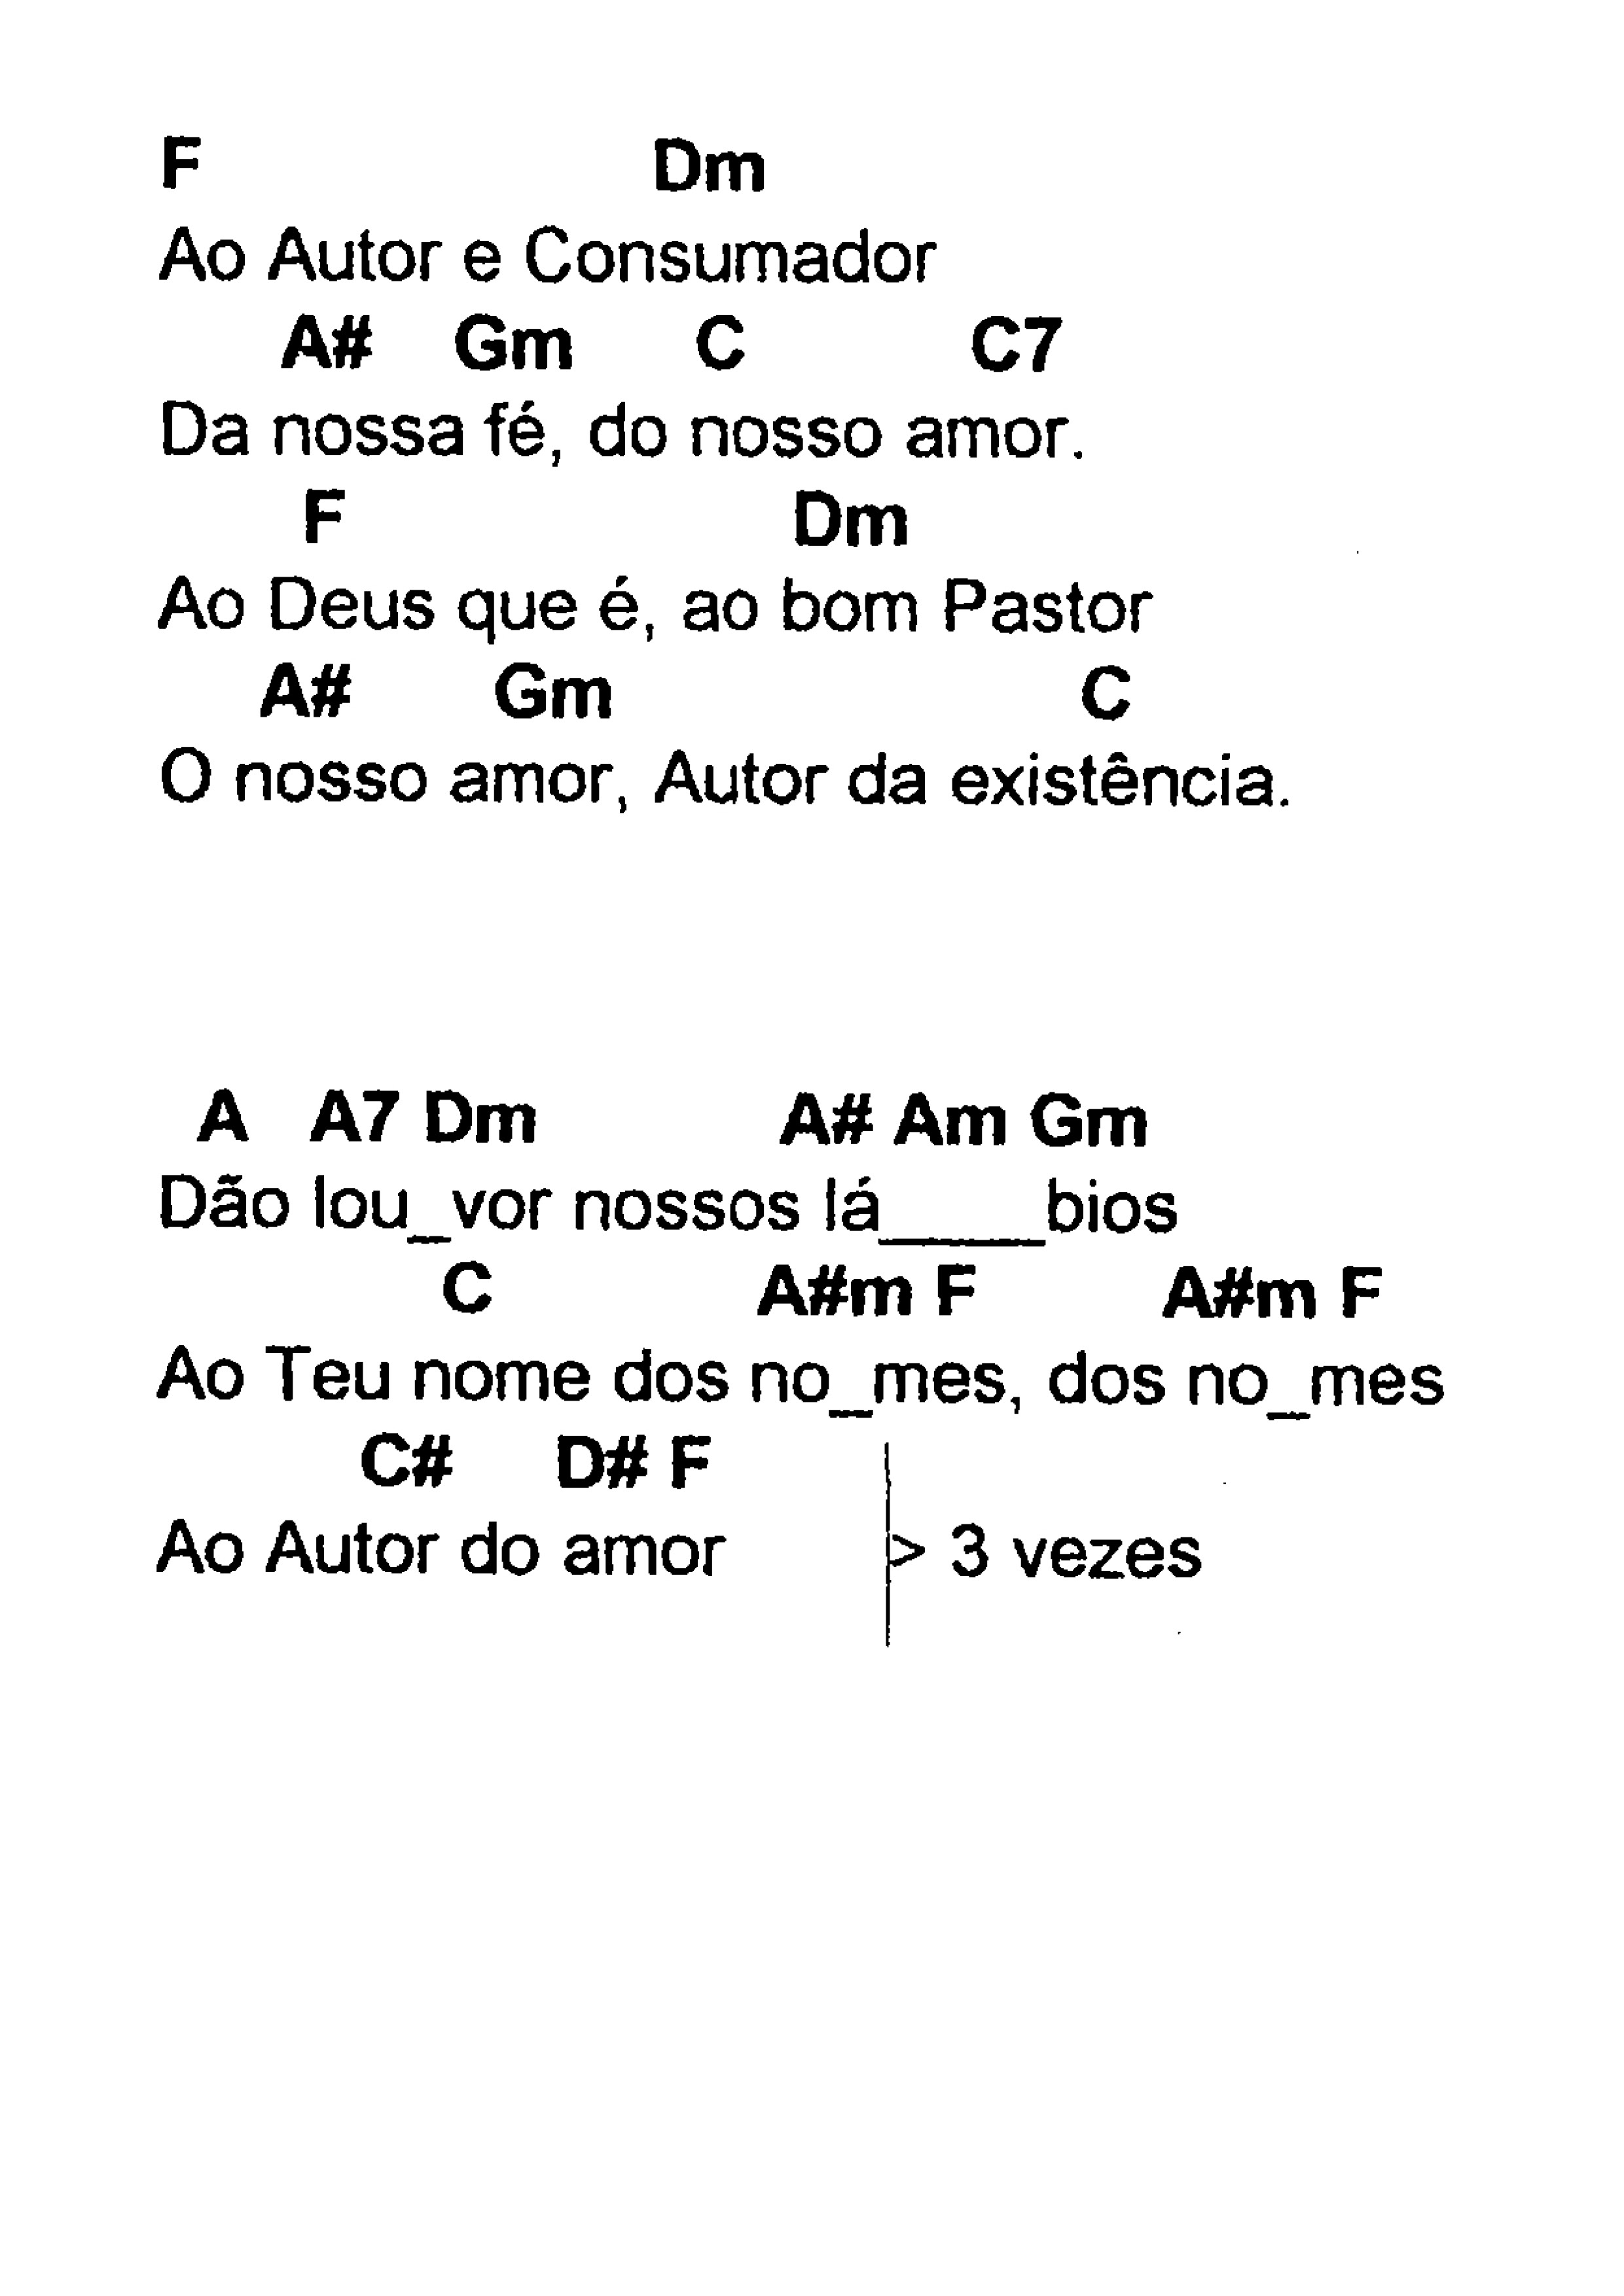 F Dm
Ao Autor e Consumador
A# Gm C C7
Da nossa fé, do nosso amor.
F Dm
Ao Deus que é, ao bom Pastor
A# Gm C
O nosso amor, Autor da existência.
A A7 Dm A# Am Gm
Dão lou_vor nossos lá____bios
C A#m F A#m F
Ao Teu nome dos no_mes, dos no_mes
C# D# F
Ao Autor do amor > 3 vezes